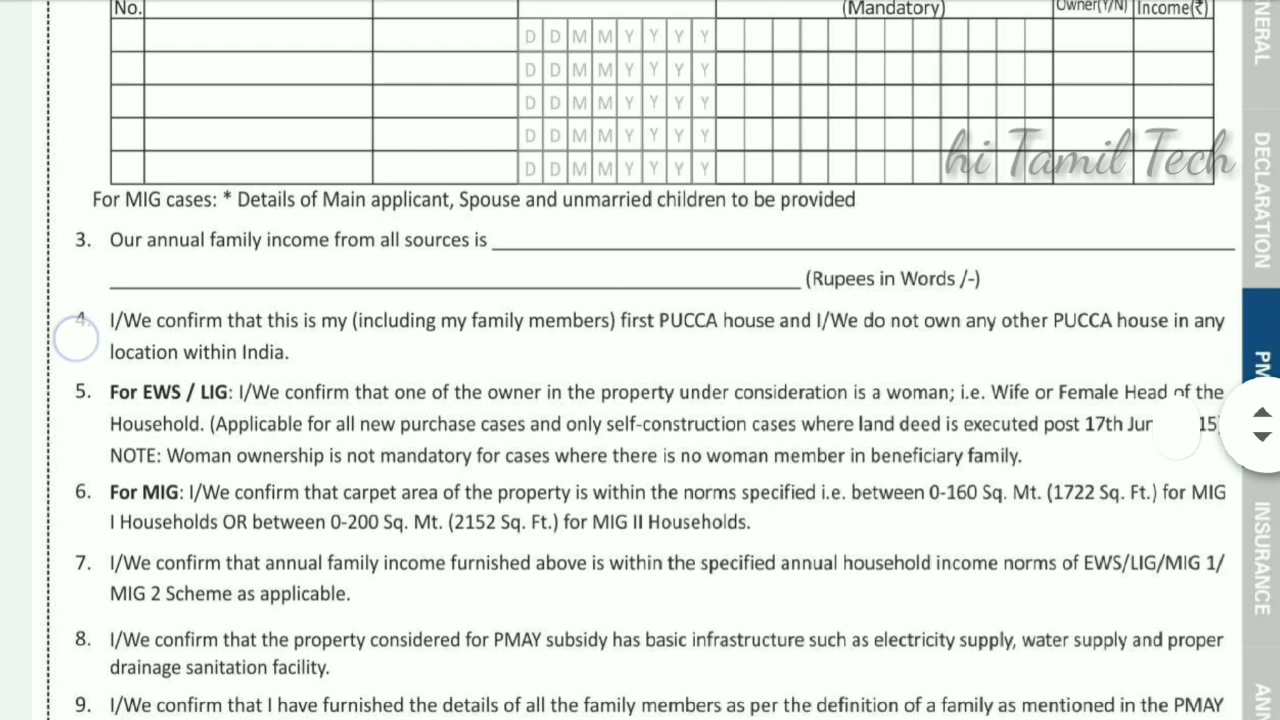 No. (Mandatory) Owner(Y/N) Income(₹)
D D M M Y Y Y Y
D D M M Y Y Y Y
D D M M Y Y Y Y
D D M M Y Y Y Y
D D M M Y Y Y Y
hi Tamil Tech
For MIG cases: * Details of Main applicant, Spouse and unmarried children to be provided
3. Our annual family income from all sources is
(Rupees in Words /-)
4. I/We confirm that this is my (including my family members) first PUCCA house and I/We do not own any other PUCCA house in any
location within India.
5. For EWS / LIG: I/We confirm that one of the owner in the property under consideration is a woman; i.e. Wife or Female Head of the
Household. (Applicable for all new purchase cases and only self-construction cases where land deed is executed post 17th
NOTE: Woman ownership is not mandatory for cases where there is no woman member in beneficiary family.
6. For MIG: I/We confirm that carpet area of the property is within the norms specified i.e. between 0-160 Sq. Mt. (1722 Sq. Ft.) for MIG
I Households OR between 0-200 Sq. Mt. (2152 Sq. Ft.) for MIG II Households.
7. I/We confirm that annual family income furnished above is within the specified annual household income norms of EWS/LIG/MIG 1/
MIG 2 Scheme as applicable.
8. I/We confirm that the property considered for PMAY subsidy has basic infrastructure such as electricity supply, water supply and proper
drainage sanitation facility.
9. I/We confirm that I have furnished the details of all the family members as per the definition of a family as mentioned in the PMAY
DECLARATION
INSURANCE